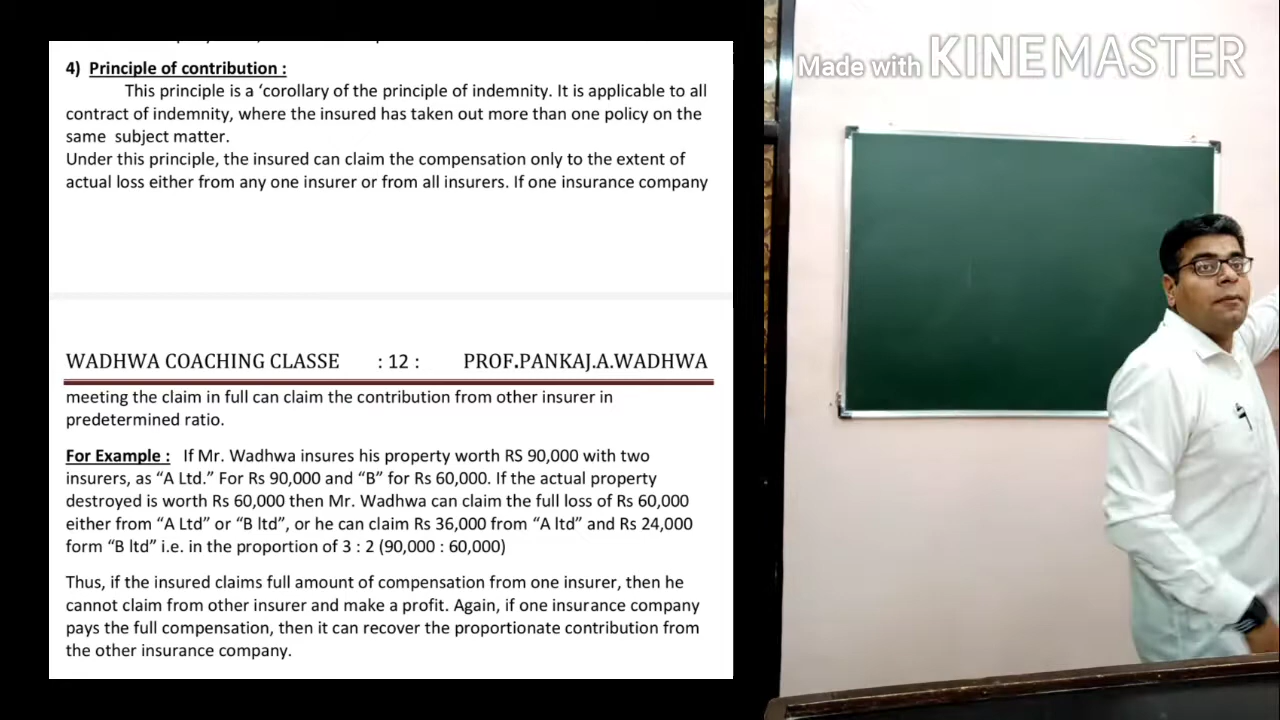 4) Principle of contribution :
This principle is a ‘corollary of the principle of indemnity. It is applicable to all
contract of indemnity, where the insured has taken out more than one policy on the
same subject matter.
Under this principle, the insured can claim the compensation only to the extent of
actual loss either from any one insurer or from all insurers. If one insurance company
WADHWA COACHING CLASSE : 12 : PROF.PANKAJ.A.WADHWA
meeting the claim in full can claim the contribution from other insurer in
predetermined ratio.
For Example : If Mr. Wadhwa insures his property worth RS 90,000 with two
insurers, as “A Ltd.” For Rs 90,000 and “B” for Rs 60,000. If the actual property
destroyed is worth Rs 60,000 then Mr. Wadhwa can claim the full loss of Rs 60,000
either from “A Ltd” or “B ltd”, or he can claim Rs 36,000 from “A ltd” and Rs 24,000
form “B ltd” i.e. in the proportion of 3 : 2 (90,000 : 60,000)
Thus, if the insured claims full amount of compensation from one insurer, then he
cannot claim from other insurer and make a profit. Again, if one insurance company
pays the full compensation, then it can recover the proportionate contribution from
the other insurance company.
Made with KINEMASTER